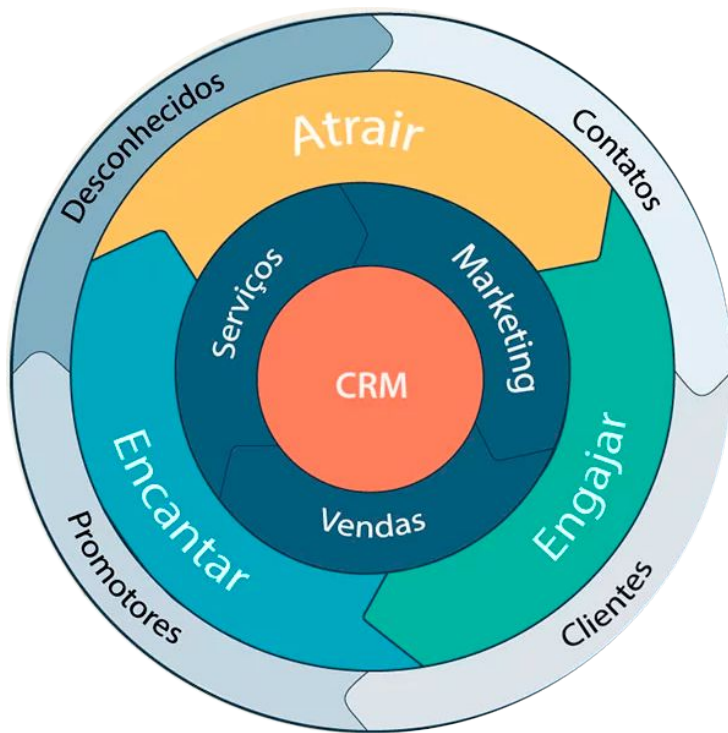 Desconhecidos
Contatos
Clientes
Promotores
Atrair
Engajar
Encantar
Serviços
Marketing
Vendas
CRM